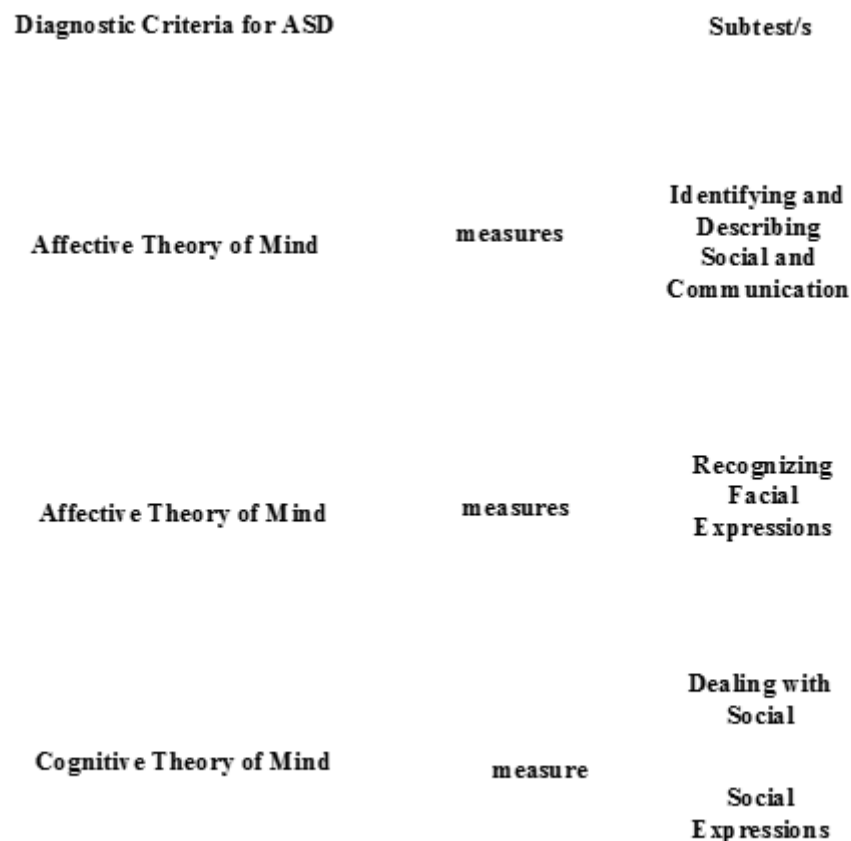 Diagnostic Criteria for ASD
Subtest/s
Affective Theory of Mind
measures
Identifying and
Describing
Social and
Communication
Affective Theory of Mind
measures
Recognizing
Facial
Expressions
Cognitive Theory of Mind
measure
Dealing with
Social
Social
Expressions